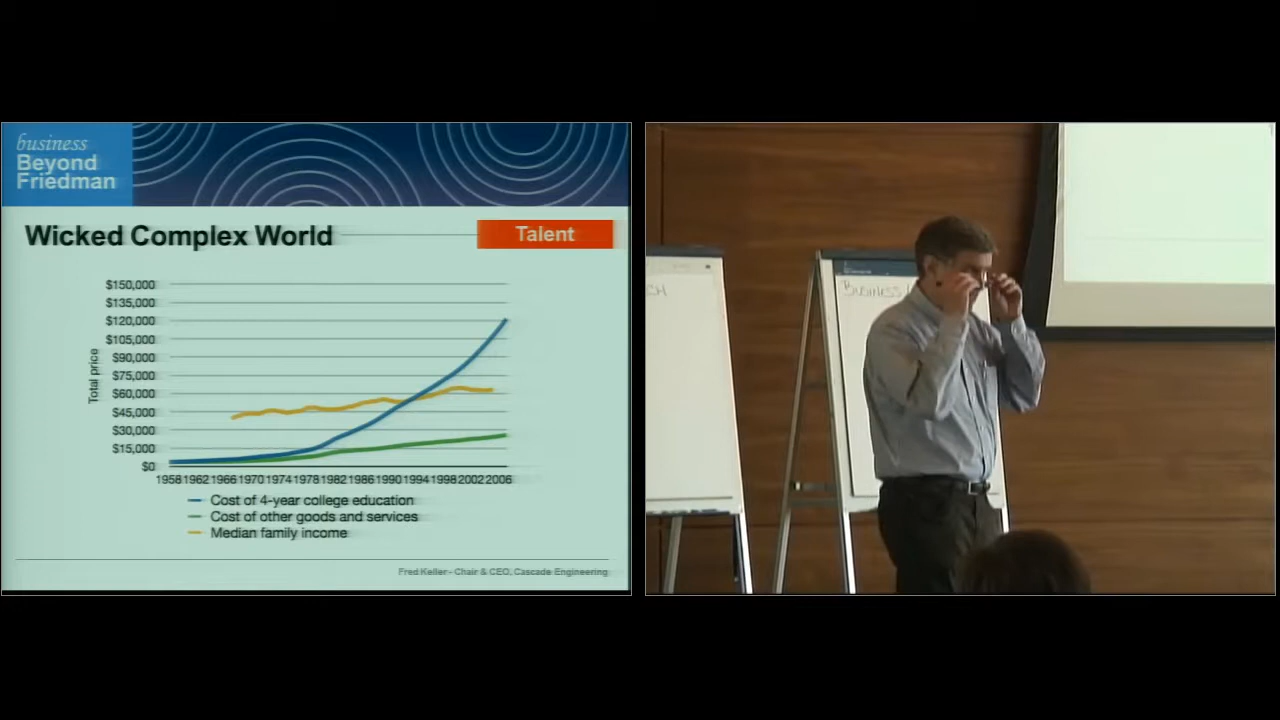 business
Beyond
Friedman
Wicked Complex World
Talent
$150,000
$135,000
$120,000
$105,000
$90,000
$75,000
$60,000
$45,000
$30,000
$15,000
$0
Total price
1958 1962 1966 1970 1974 1978 1982 1986 1990 1994 1998 2002 2006
Cost of 4-year college education
Cost of other goods and services
Median family income
Fred Keller - Chair & CEO, Cascade Engineering
BUSINESS